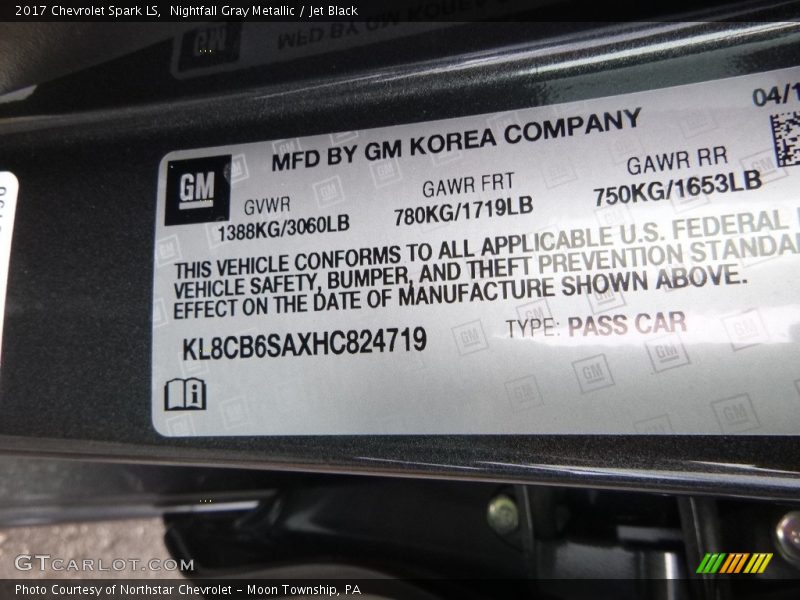 2017 Chevrolet Spark LS,  Nightfall Gray Metallic / Jet Black
MFD BY GM KOREA COMPANY
04/1
GM
GVWR
1388KG/3060LB
GAWR FRT
780KG/1719LB
GAWR RR
750KG/1653LB
THIS VEHICLE CONFORMS TO ALL APPLICABLE U.S. FEDERAL
VEHICLE SAFETY, BUMPER, AND THEFT PREVENTION STANDA
EFFECT ON THE DATE OF MANUFACTURE SHOWN ABOVE.
KL8CB6SAXHC824719
TYPE: PASS CAR
GTCARLOT.COM
Photo Courtesy of Northstar Chevrolet - Moon Township, PA